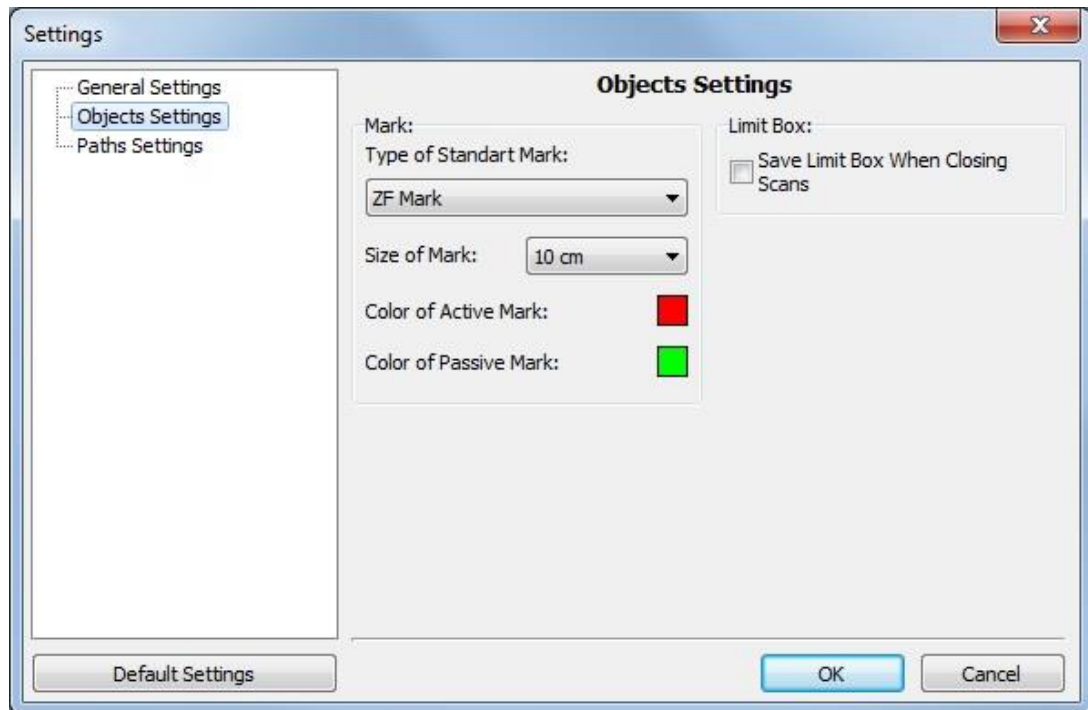 Settings
General Settings
Objects Settings
Paths Settings
Objects Settings
Mark:
Type of Standart Mark:
ZF Mark
Size of Mark:
10 cm
Color of Active Mark:
Color of Passive Mark:
Limit Box:
Save Limit Box When Closing
Scans
Default Settings
OK
Cancel